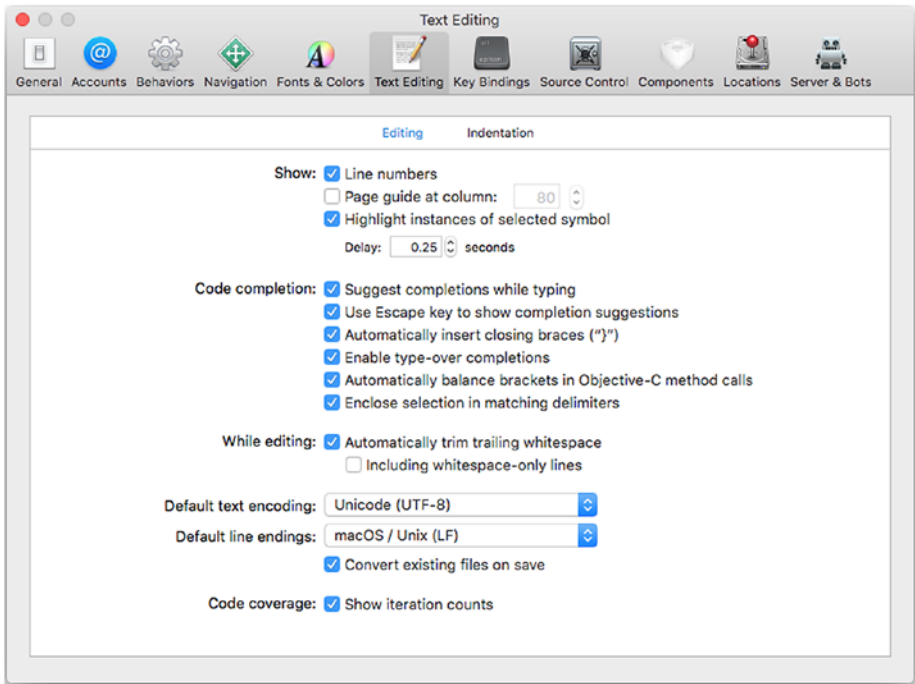 Text Editing
General Accounts Behaviors Navigation Fonts & Colors Text Editing Key Bindings Source Control Components Locations Server & Bots
Editing Indentation
Show: Line numbers
Page guide at column: 80
Highlight instances of selected symbol
Delay: 0.25 seconds
Code completion: Suggest completions while typing
Use Escape key to show completion suggestions
Automatically insert closing braces (“}”)
Enable type-over completions
Automatically balance brackets in Objective-C method calls
Enclose selection in matching delimiters
While editing: Automatically trim trailing whitespace
Including whitespace-only lines
Default text encoding: Unicode (UTF-8)
Default line endings: macOS / Unix (LF)
Convert existing files on save
Code coverage: Show iteration counts